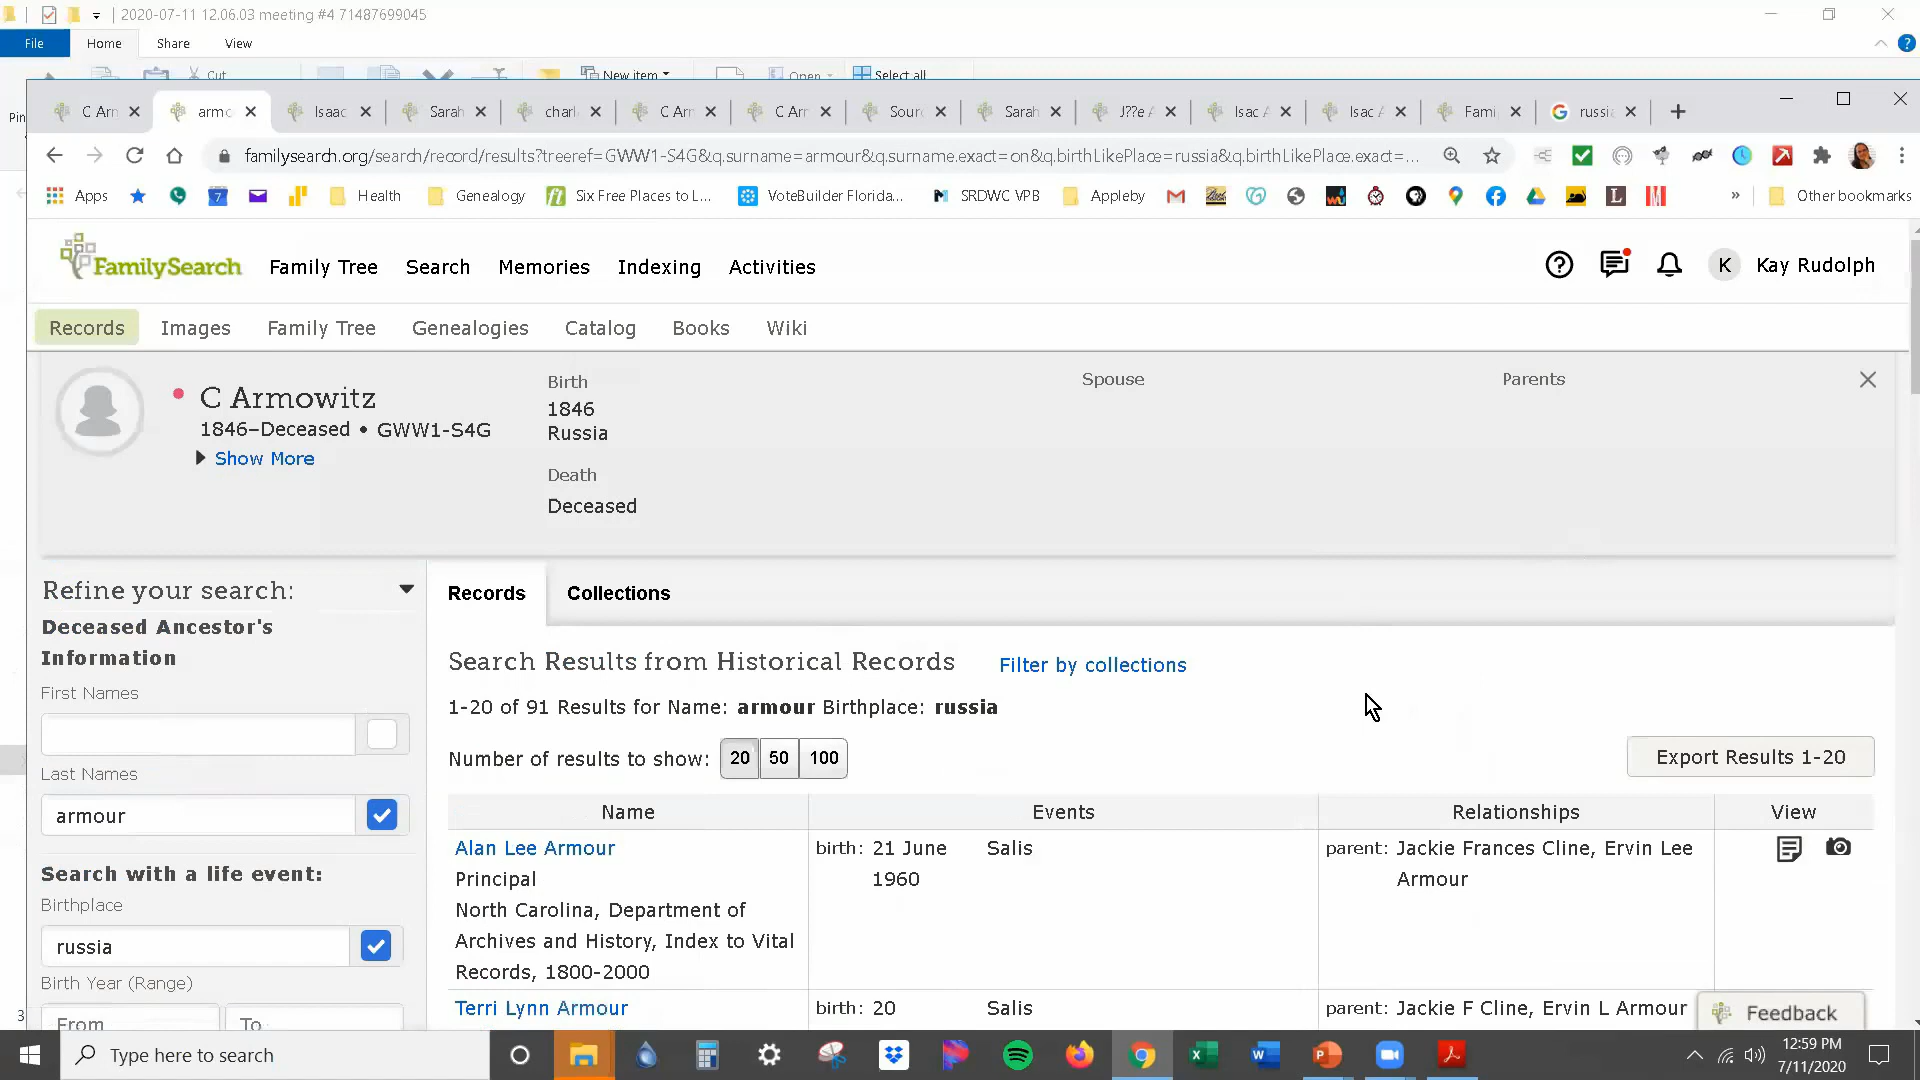 2020-07-11 12.06.03 meeting #4 71487699045
File Home Share View
Cut New item Open Select all
Pin
C Arn armo Isaac Sarah charl C Arn C Arn Sourc Sarah J??e A Isac A Isac A Fami russi
familysearch.org/search/record/results?treeref=GWW1-S4G&q.surname=armour&q.surname.exact=on&q.birthLikePlace=russia&q.birthLikePlace.exact=...
Apps 7 Health Genealogy Six Free Places to L... VoteBuilder Florida... SRDWC VPB Appleby » Other bookmarks
FamilySearch Family Tree Search Memories Indexing Activities K Kay Rudolph
Records Images Family Tree Genealogies Catalog Books Wiki
C Armowitz
1846–Deceased • GWW1-S4G
Show More
Birth
1846
Russia
Death
Deceased
Spouse
Parents
Refine your search:
Deceased Ancestor's
Information
First Names
Last Names
armour
Search with a life event:
Birthplace
russia
Birth Year (Range)
From To
Records Collections
Search Results from Historical Records Filter by collections
1-20 of 91 Results for Name: armour Birthplace: russia
Number of results to show: 20 50 100
Export Results 1-20
Name Events Relationships View
Alan Lee Armour
Principal
North Carolina, Department of
Archives and History, Index to Vital
Records, 1800-2000
birth: 21 June Salis
1960
parent: Jackie Frances Cline, Ervin Lee
Armour
Terri Lynn Armour birth: 20 Salis parent: Jackie F Cline, Ervin L Armour
Feedback
3
Type here to search
12:59 PM
7/11/2020